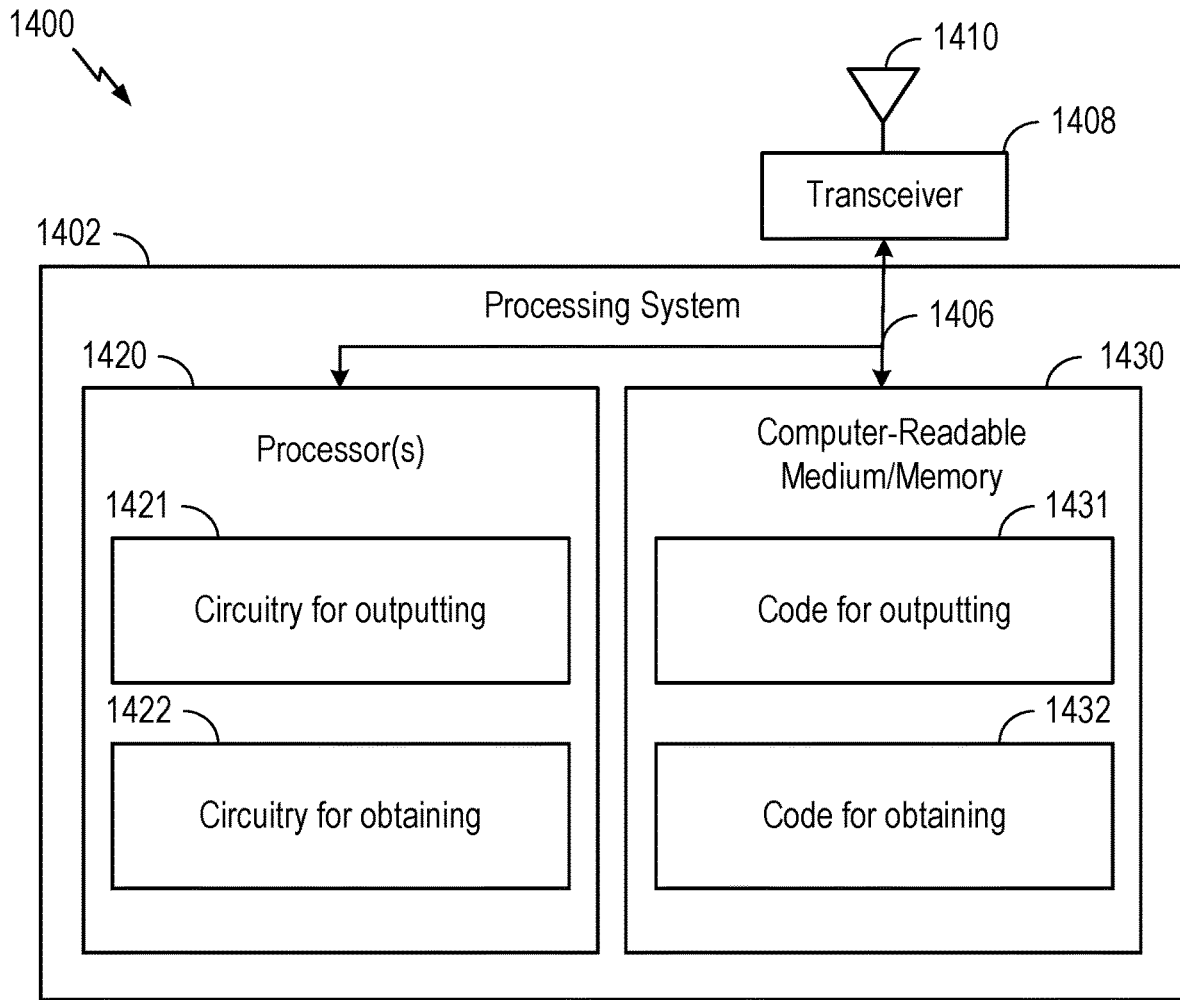 1400
1410
1408
Transceiver
1402
Processing System
1406
1420
1430
Processor(s)
Computer-Readable
Medium/Memory
1421
1431
Circuitry for outputting
Code for outputting
1422
1432
Circuitry for obtaining
Code for obtaining